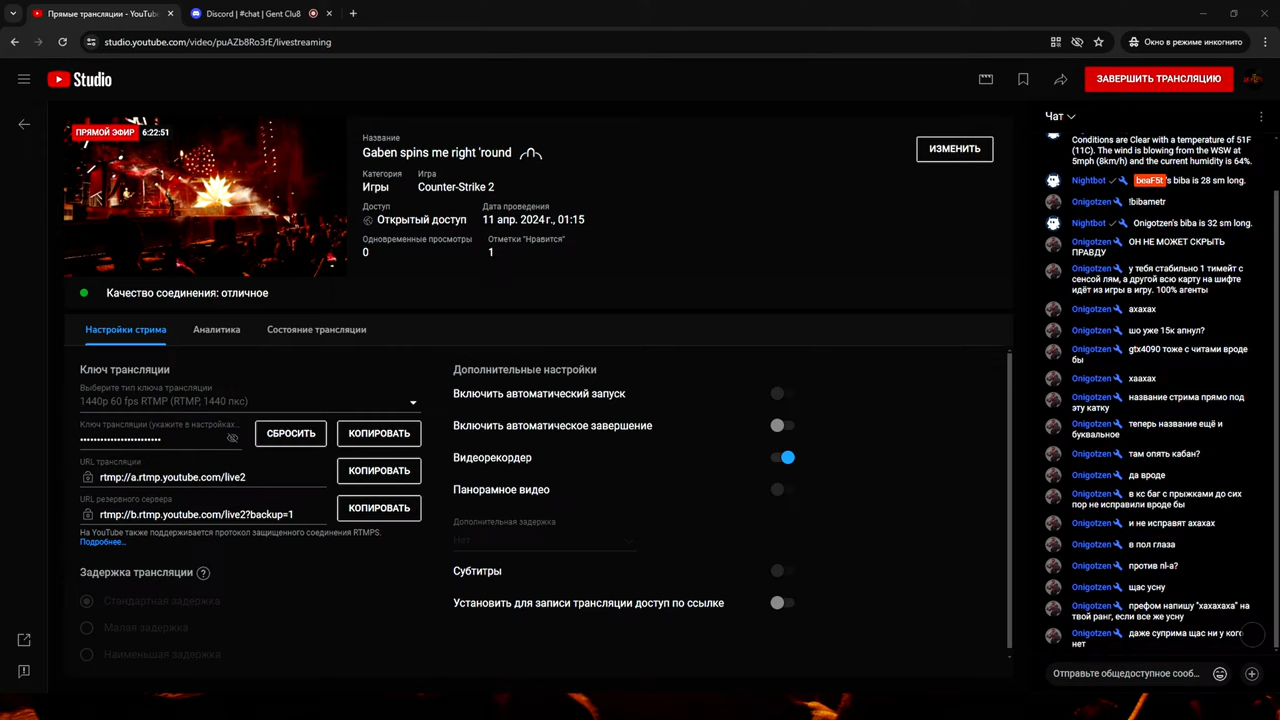 Прямые трансляции - YouTub
Discord | #chat | Gent Clu8
studio.youtube.com/video/puAZb8Ro3rE/livestreaming
Окно в режиме инкогнито
Studio
ЗАВЕРШИТЬ ТРАНСЛЯЦИЮ
ПРЯМОЙ ЭФИР 6:22:51
Название
Gaben spins me right 'round
ИЗМЕНИТЬ
Категория Игра
Игры Counter-Strike 2
Доступ Дата проведения
Открытый доступ 11 апр. 2024 г., 01:15
Одновременные просмотры Отметки "Нравится"
0 1
Качество соединения: отличное
Настройки стрима Аналитика Состояние трансляции
Ключ трансляции
Выберите тип ключа трансляции
1440p 60 fps RTMP (RTMP, 1440 пкс)
Ключ трансляции (укажите в настройках...
••••••••••••••••••••••••
СБРОСИТЬ
КОПИРОВАТЬ
URL трансляции
rtmp://a.rtmp.youtube.com/live2
КОПИРОВАТЬ
URL резервного сервера
rtmp://b.rtmp.youtube.com/live2?backup=1
КОПИРОВАТЬ
На YouTube также поддерживается протокол защищенного соединения RTMPS.
Подробнее...
Задержка трансляции ?
Стандартная задержка
Малая задержка
Наименьшая задержка
Дополнительные настройки
Включить автоматический запуск
Включить автоматическое завершение
Видеорекордер
Панорамное видео
Дополнительная задержка
Нет
Субтитры
Установить для записи трансляции доступ по ссылке
Чат
Conditions are Clear with a temperature of 51F
(11C). The wind is blowing from the WSW at
5mph (8km/h) and the current humidity is 64%.
Nightbot beaF5t's biba is 28 sm long.
Onigotzen !bibametr
Nightbot Onigotzen's biba is 32 sm long.
Onigotzen ОН НЕ МОЖЕТ СКРЫТЬ
ПРАВДУ
Onigotzen у тебя стабильно 1 тимейт с
сенсой лям, а другой всю карту на шифте
идёт из игры в игру. 100% агенты
Onigotzen ахахах
Onigotzen шо уже 15к апнул?
Onigotzen gtx4090 тоже с читами вроде
бы
Onigotzen хаахах
Onigotzen название стрима прямо под
эту катку
Onigotzen теперь название ещё и
буквальное
Onigotzen там опять кабан?
Onigotzen да вроде
Onigotzen в кс баг с прыжками до сих
пор не исправили вроде бы
Onigotzen и не исправят ахахах
Onigotzen в пол глаза
Onigotzen против nl-а?
Onigotzen щас усну
Onigotzen префом напишу "хахахаха" на
твой ранг, если все же усну
Onigotzen даже суприма щас ни у кого
нет
Отправьте общедоступное сооб...